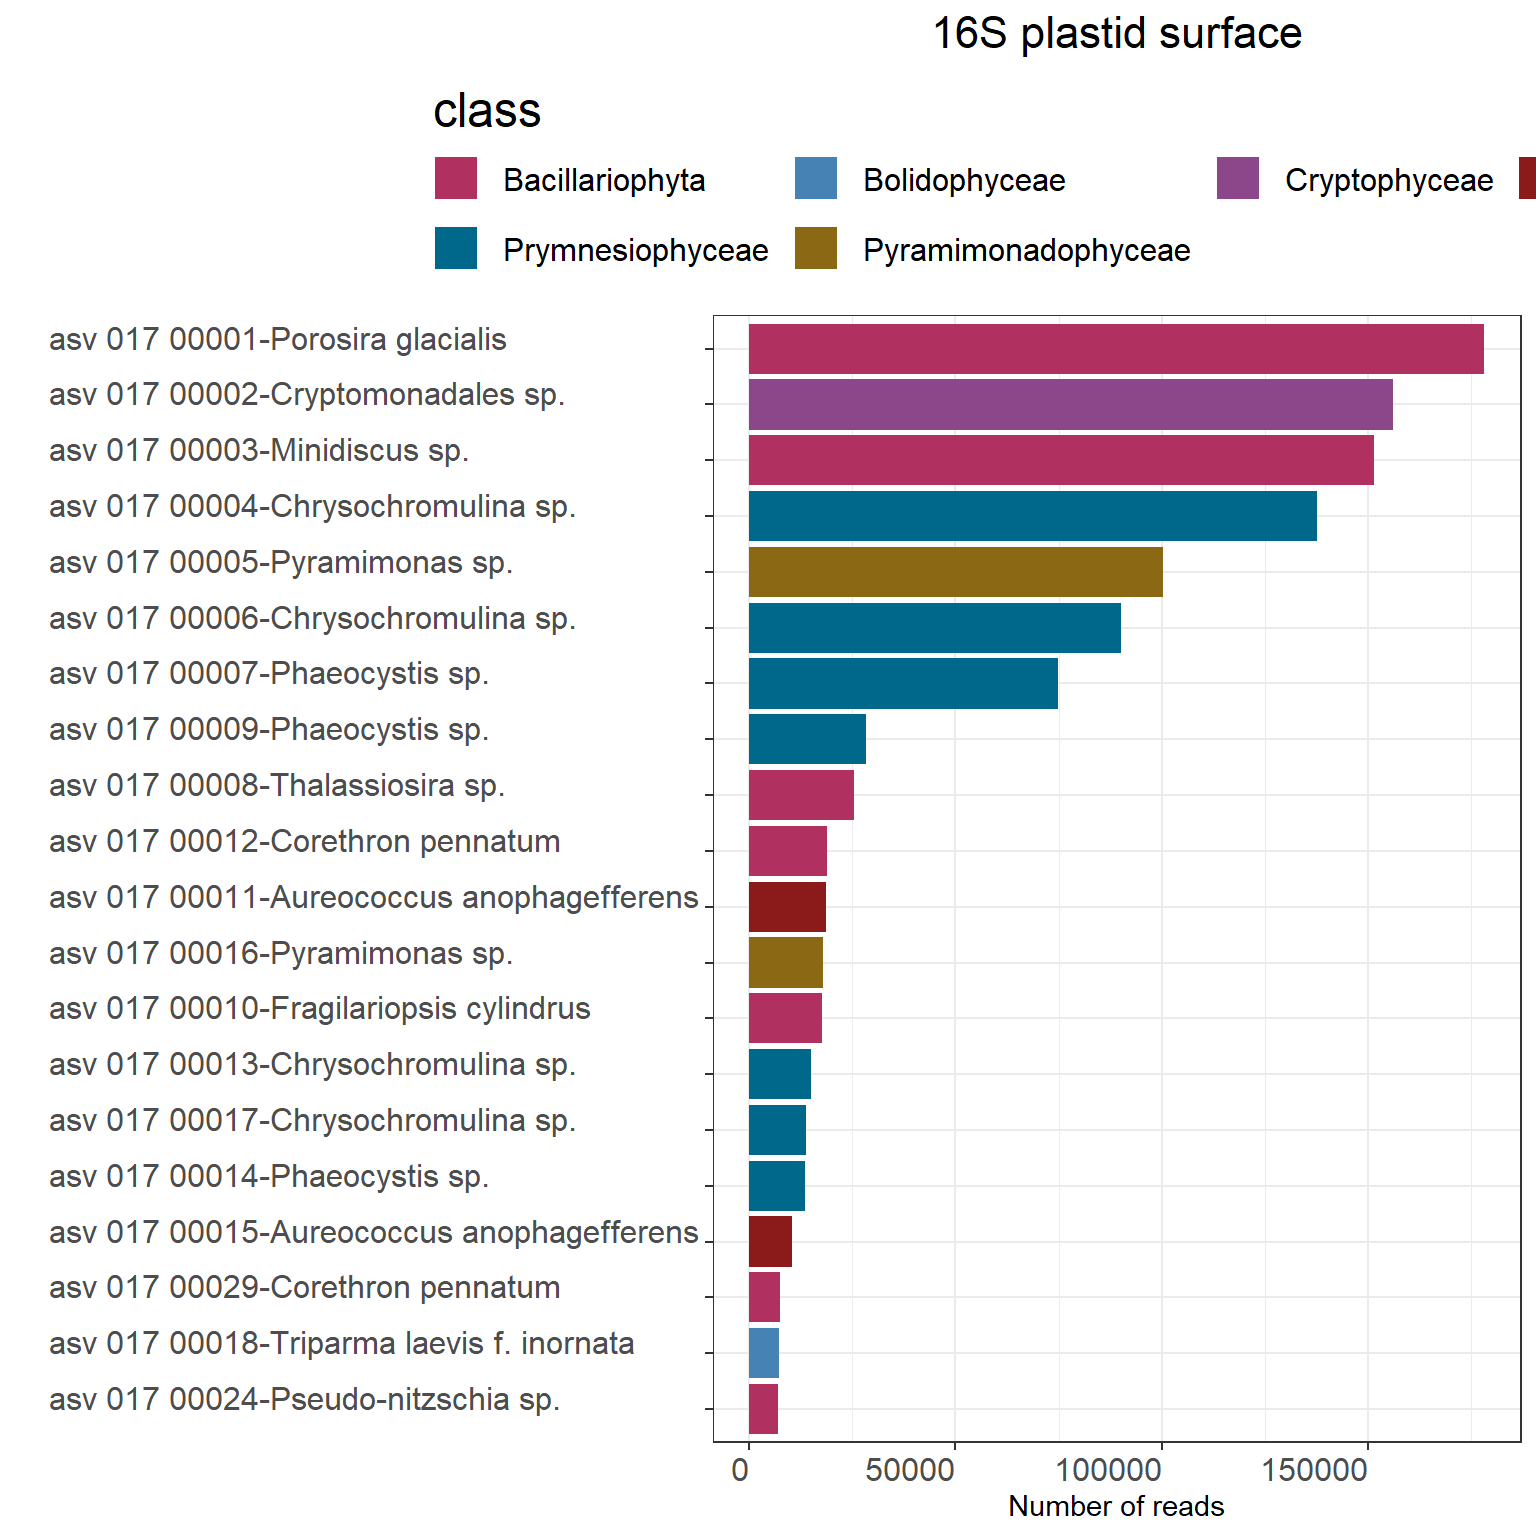 16S plastid surface
class
Bacillariophyta Bolidophyceae Cryptophyceae
Prymnesiophyceae Pyramimonadophyceae
asv 017 00001-Porosira glacialis
asv 017 00002-Cryptomonadales sp.
asv 017 00003-Minidiscus sp.
asv 017 00004-Chrysochromulina sp.
asv 017 00005-Pyramimonas sp.
asv 017 00006-Chrysochromulina sp.
asv 017 00007-Phaeocystis sp.
asv 017 00009-Phaeocystis sp.
asv 017 00008-Thalassiosira sp.
asv 017 00012-Corethron pennatum
asv 017 00011-Aureococcus anophagefferens
asv 017 00016-Pyramimonas sp.
asv 017 00010-Fragilariopsis cylindrus
asv 017 00013-Chrysochromulina sp.
asv 017 00017-Chrysochromulina sp.
asv 017 00014-Phaeocystis sp.
asv 017 00015-Aureococcus anophagefferens
asv 017 00029-Corethron pennatum
asv 017 00018-Triparma laevis f. inornata
asv 017 00024-Pseudo-nitzschia sp.
0 50000 100000 150000
Number of reads